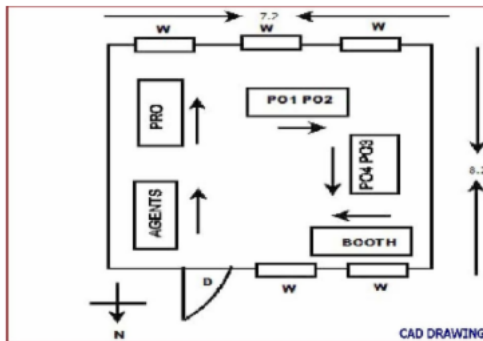 7.2
W W W
PO1 PO2
PRO
PO4 PO3
AGENTS
BOOTH
D
W W
N
CAD DRAWING